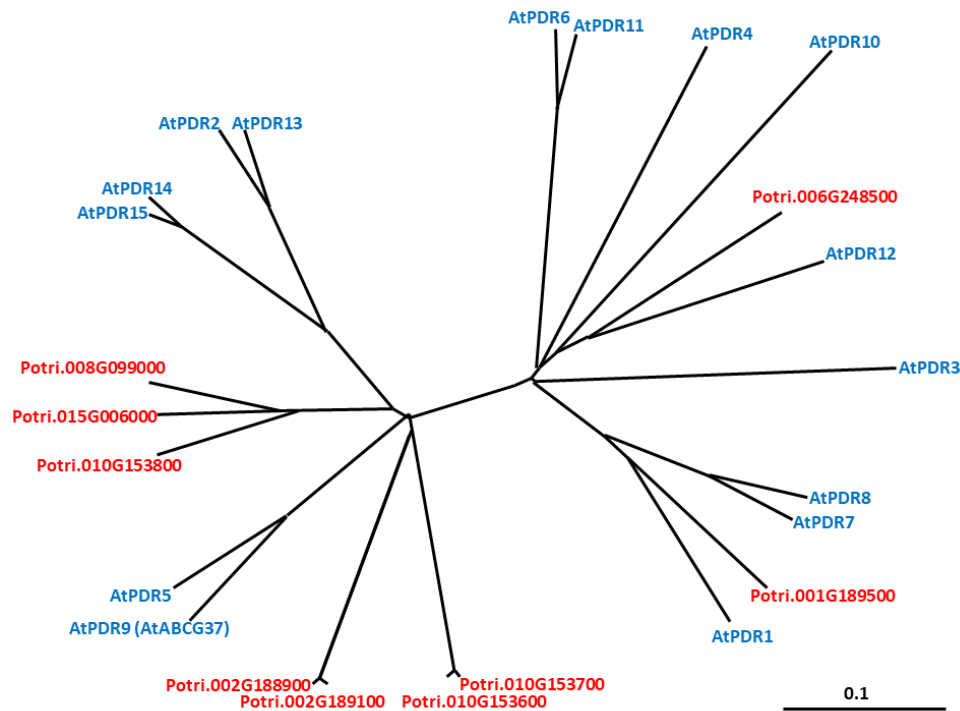 AtPDR6
AtPDR11
AtPDR4
AtPDR10
AtPDR2 AtPDR13
AtPDR14
AtPDR15
Potri.006G248500
AtPDR12
Potri.008G099000
AtPDR3
Potri.015G006000
Potri.010G153800
AtPDR8
AtPDR7
AtPDR5
Potri.001G189500
AtPDR9 (AtABCG37)
AtPDR1
Potri.002G188900
Potri.010G153700
Potri.002G189100
Potri.010G153600
0.1